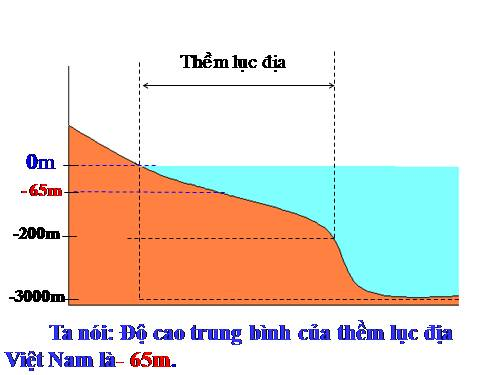 Thềm lục địa
0m
-65m
-200m
-3000m
Ta nói: Độ cao trung bình của thềm lục địa
Việt Nam là- 65m.